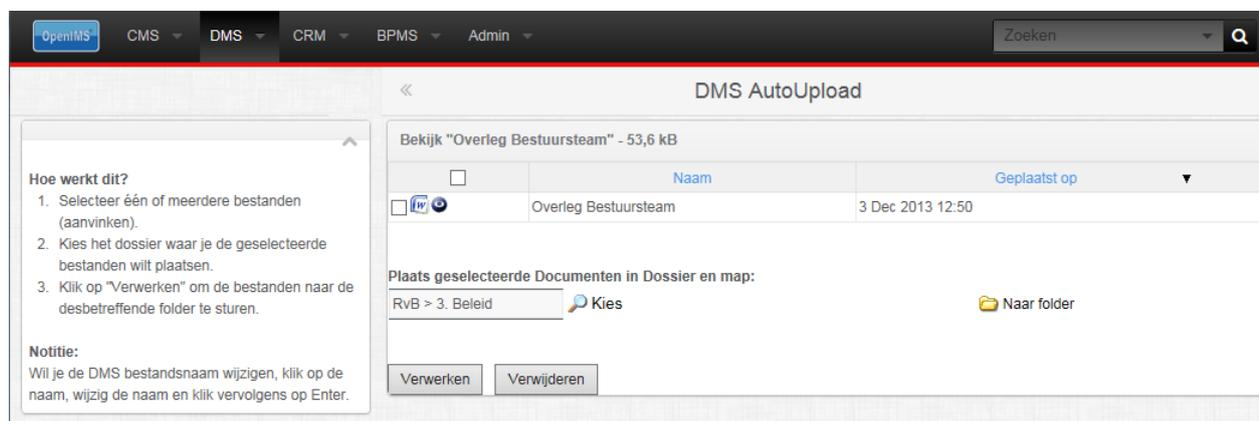 OpenIMS CMS DMS CRM BPMS Admin Zoeken
DMS AutoUpload
Hoe werkt dit?
1. Selecteer één of meerdere bestanden
(aanvinken).
2. Kies het dossier waar je de geselecteerde
bestanden wilt plaatsen.
3. Klik op "Verwerken" om de bestanden naar de
desbetreffende folder te sturen.
Notitie:
Wil je de DMS bestandsnaam wijzigen, klik op de
naam, wijzig de naam en klik vervolgens op Enter.
Bekijk "Overleg Bestuursteam" - 53,6 kB
Naam Geplaatst op
Overleg Bestuursteam 3 Dec 2013 12:50
Plaats geselecteerde Documenten in Dossier en map:
RvB > 3. Beleid Kies Naar folder
Verwerken Verwijderen